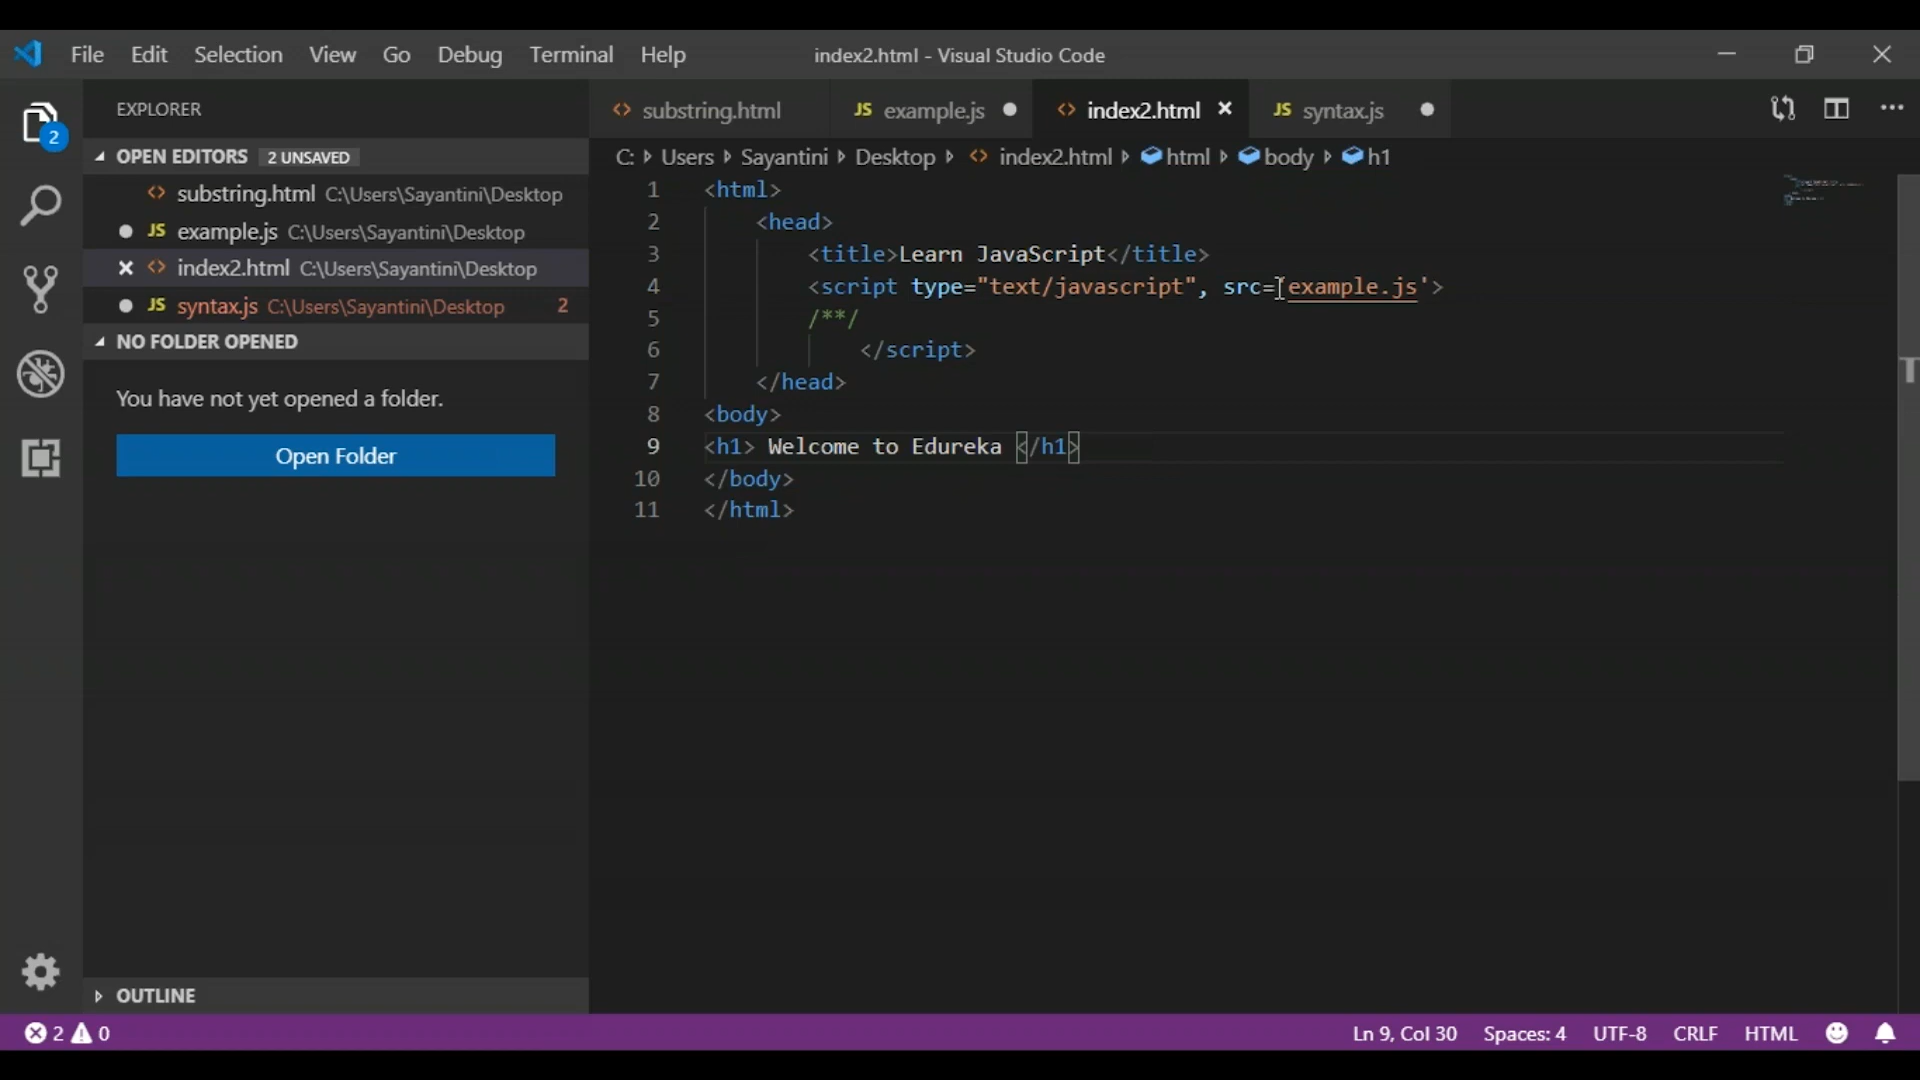 File Edit Selection View Go Debug Terminal Help index2.html - Visual Studio Code
EXPLORER
2
OPEN EDITORS 2 UNSAVED
substring.html C:\Users\Sayantini\Desktop
JS example.js C:\Users\Sayantini\Desktop
index2.html C:\Users\Sayantini\Desktop
JS syntax.js C:\Users\Sayantini\Desktop 2
NO FOLDER OPENED
You have not yet opened a folder.
Open Folder
OUTLINE
substring.html JS example.js index2.html JS syntax.js
C: Users Sayantini Desktop index2.html html body h1
1 <html>
2 <head>
3 <title>Learn JavaScript</title>
4 <script type="text/javascript", src='example.js'>
5 /**/
6 </script>
7 </head>
8 <body>
9 <h1> Welcome to Edureka </h1>
10 </body>
11 </html>
2 0 Ln 9, Col 30 Spaces: 4 UTF-8 CRLF HTML